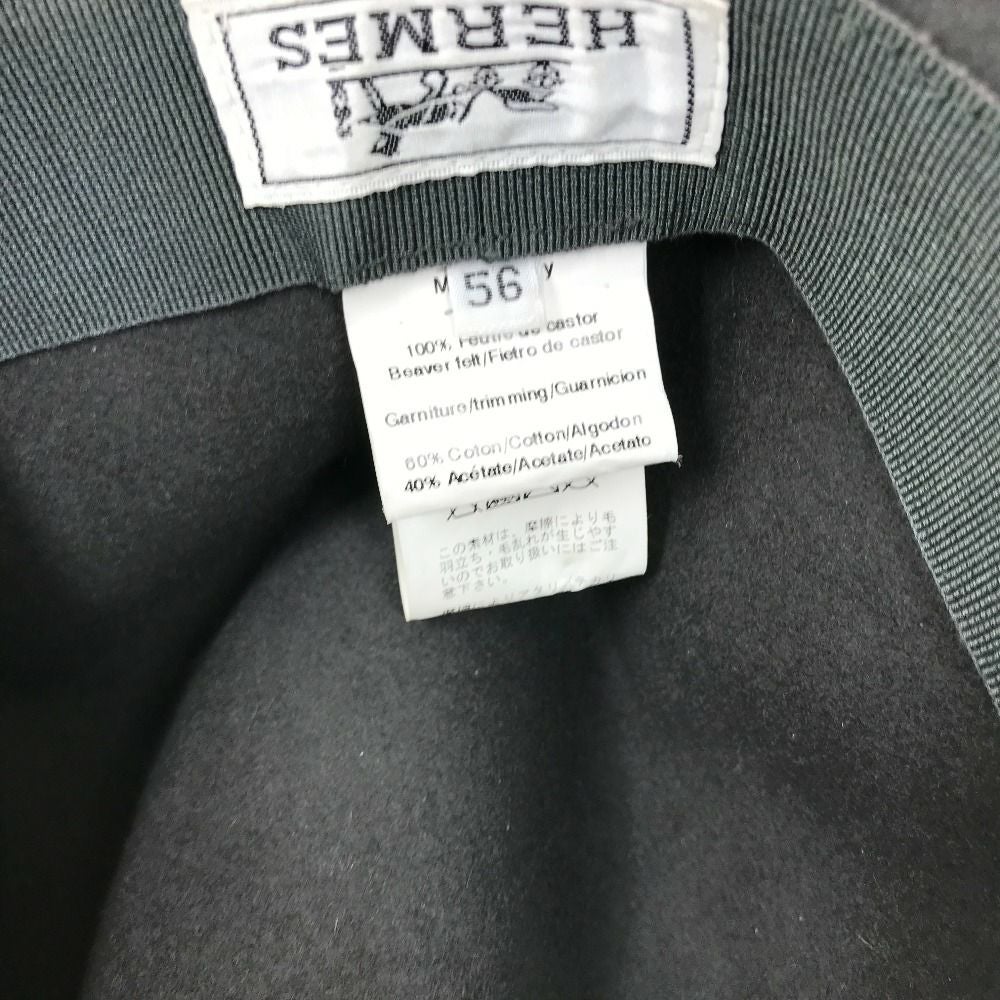 HERMES
56
100% Feutre de castor
Beaver felt/Fietro de castor
Garniture/trimming/Guarnicion
60% Coton/Cotton/Algodon
40% Acétate/Acetate/Acetato
この素材は、摩擦により毛
羽立ち・毛乱れが生じやす
いのでお取り扱いにはご注
意下さい。